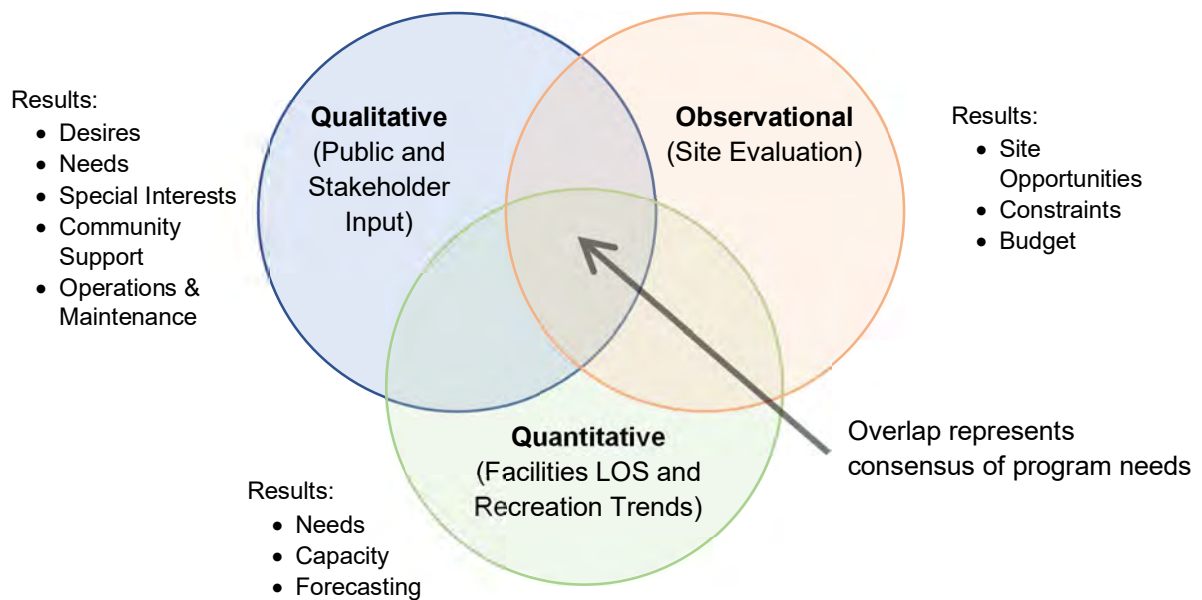 Results:
• Desires
• Needs
• Special Interests
• Community
Support
• Operations &
Maintenance
Qualitative
(Public and
Stakeholder
Input)
Observational
(Site Evaluation)
Results:
• Site
Opportunities
• Constraints
• Budget
Quantitative
(Facilities LOS and
Recreation Trends)
Overlap represents
consensus of program needs
Results:
• Needs
• Capacity
• Forecasting